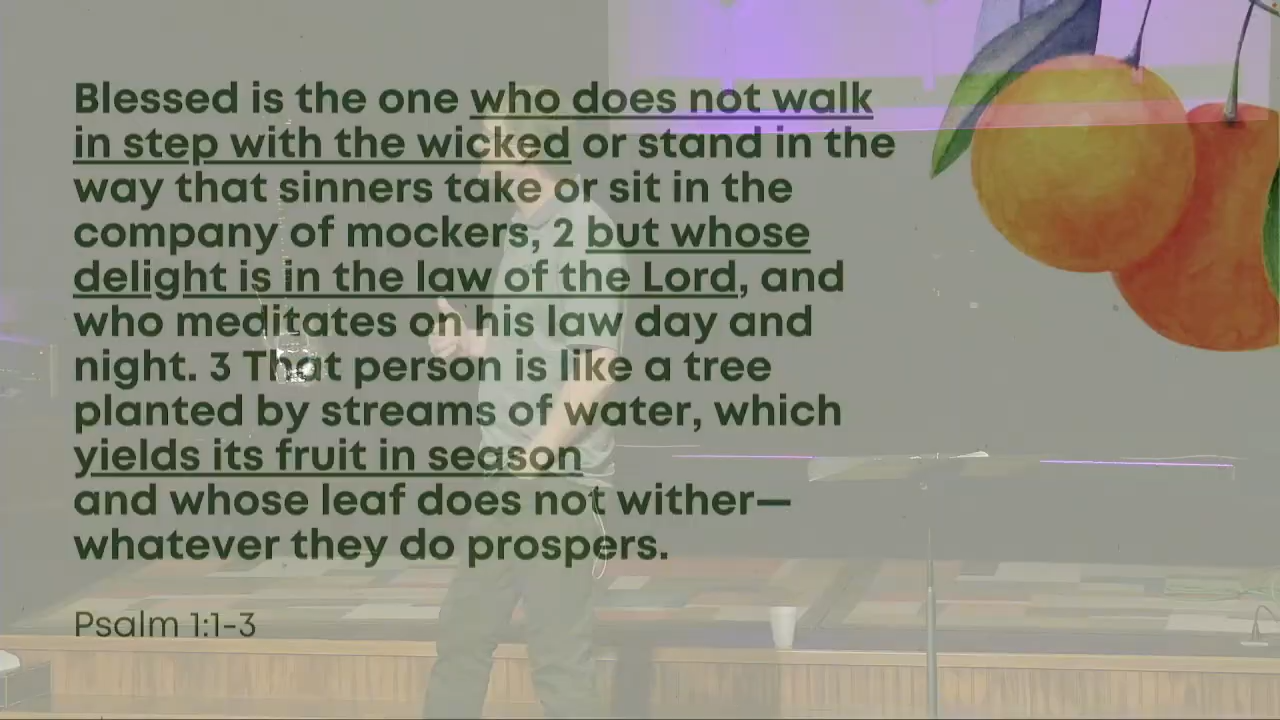 Blessed is the one who does not walk
in step with the wicked or stand in the
way that sinners take or sit in the
company of mockers, 2 but whose
delight is in the law of the Lord, and
who meditates on his law day and
night. 3 That person is like a tree
planted by streams of water, which
yields its fruit in season
and whose leaf does not wither—
whatever they do prospers.
Psalm 1:1-3